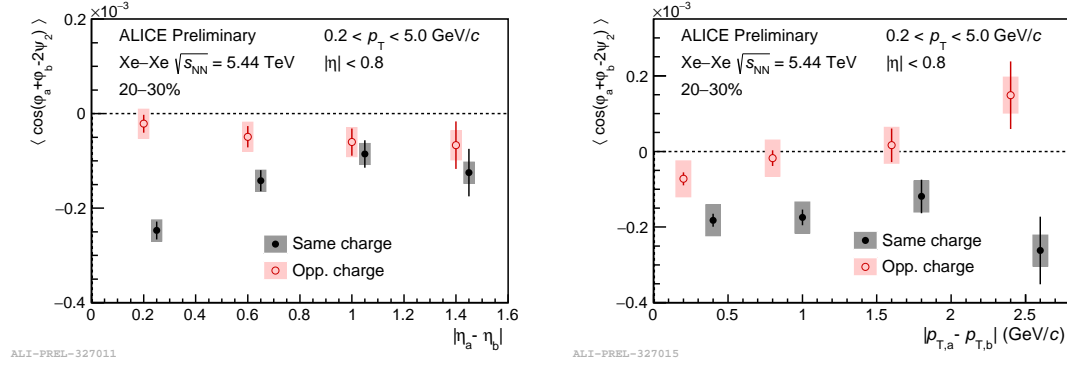 ×10⁻³
⟨ cos(φa+φb-2ψ2) ⟩
0.2
0
−0.2
−0.4
ALICE Preliminary
0.2 < pT < 5.0 GeV/c
Xe–Xe √sNN = 5.44 TeV
|η| < 0.8
20–30%
Same charge
Opp. charge
0 0.2 0.4 0.6 0.8 1 1.2 1.4 1.6
|ηa - ηb|
ALI-PREL-327011
×10⁻³
⟨ cos(φa+φb-2ψ2) ⟩
0.2
0
−0.2
−0.4
ALICE Preliminary
0.2 < pT < 5.0 GeV/c
Xe–Xe √sNN = 5.44 TeV
|η| < 0.8
20–30%
Same charge
Opp. charge
0 0.5 1 1.5 2 2.5
|pT,a - pT,b| (GeV/c)
ALI-PREL-327015